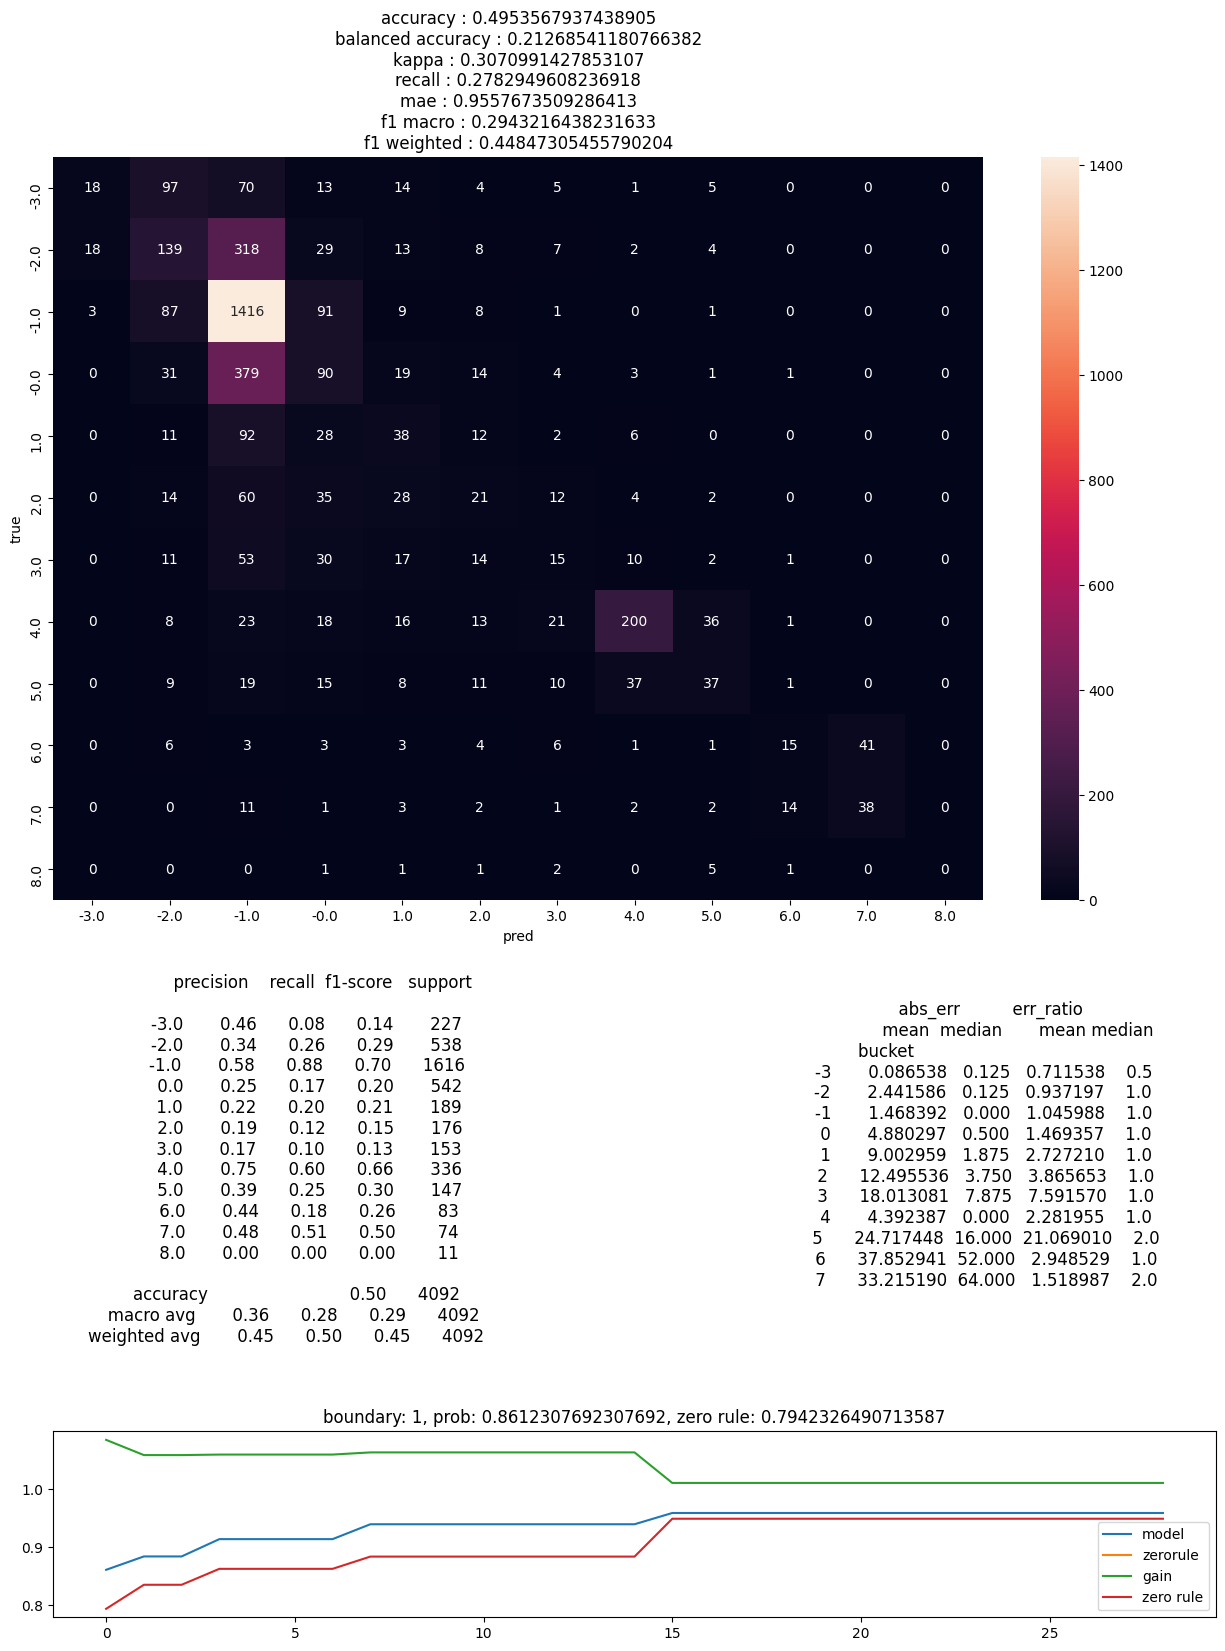 accuracy : 0.4953567937438905
balanced accuracy : 0.21268541180766382
kappa : 0.3070991427853107
recall : 0.2782949608236918
mae : 0.9557673509286413
f1 macro : 0.2943216438231633
f1 weighted : 0.44847305455790204
-3.0 18 97 70 13 14 4 5 1 5 0 0 0
-2.0 18 139 318 29 13 8 7 2 4 0 0 0
-1.0 3 87 1416 91 9 8 1 0 1 0 0 0
-0.0 0 31 379 90 19 14 4 3 1 1 0 0
1.0 0 11 92 28 38 12 2 6 0 0 0 0
2.0 0 14 60 35 28 21 12 4 2 0 0 0
3.0 0 11 53 30 17 14 15 10 2 1 0 0
4.0 0 8 23 18 16 13 21 200 36 1 0 0
5.0 0 9 19 15 8 11 10 37 37 1 0 0
6.0 0 6 3 3 3 4 6 1 1 15 41 0
7.0 0 0 11 1 3 2 1 2 2 14 38 0
8.0 0 0 0 1 1 1 2 0 5 1 0 0
true
-3.0 -2.0 -1.0 -0.0 1.0 2.0 3.0 4.0 5.0 6.0 7.0 8.0
pred
1400
1200
1000
800
600
400
200
0
precision recall f1-score support
-3.0 0.46 0.08 0.14 227
-2.0 0.34 0.26 0.29 538
-1.0 0.58 0.88 0.70 1616
0.0 0.25 0.17 0.20 542
1.0 0.22 0.20 0.21 189
2.0 0.19 0.12 0.15 176
3.0 0.17 0.10 0.13 153
4.0 0.75 0.60 0.66 336
5.0 0.39 0.25 0.30 147
6.0 0.44 0.18 0.26 83
7.0 0.48 0.51 0.50 74
8.0 0.00 0.00 0.00 11
accuracy 0.50 4092
macro avg 0.36 0.28 0.29 4092
weighted avg 0.45 0.50 0.45 4092
abs_err err_ratio
mean median mean median
bucket
-3 0.086538 0.125 0.711538 0.5
-2 2.441586 0.125 0.937197 1.0
-1 1.468392 0.000 1.045988 1.0
0 4.880297 0.500 1.469357 1.0
1 9.002959 1.875 2.727210 1.0
2 12.495536 3.750 3.865653 1.0
3 18.013081 7.875 7.591570 1.0
4 4.392387 0.000 2.281955 1.0
5 24.717448 16.000 21.069010 2.0
6 37.852941 52.000 2.948529 1.0
7 33.215190 64.000 1.518987 2.0
boundary: 1, prob: 0.8612307692307692, zero rule: 0.7942326490713587
1.0
0.9
0.8
0 5 10 15 20 25
model
zerorule
gain
zero rule